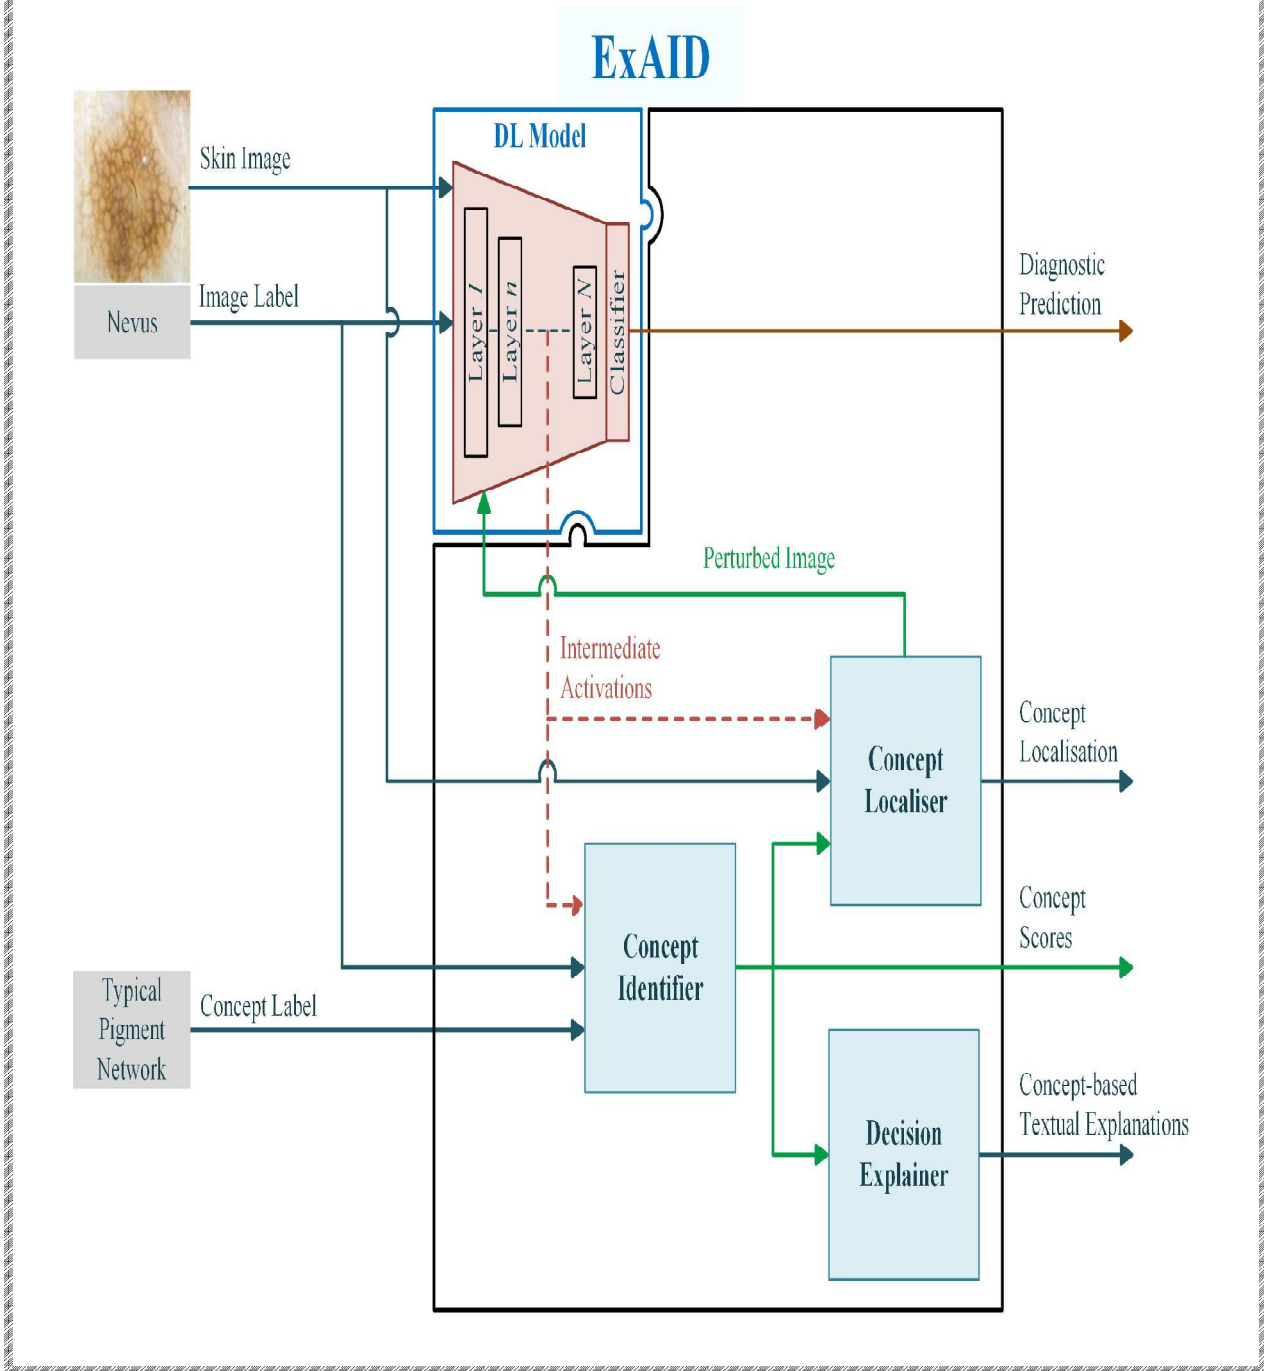 ExAID
DL Model
Skin Image
Image Label
Nevus
Layer 1
Layer n
Layer N
Classifier
Diagnostic
Prediction
Perturbed Image
Intermediate
Activations
Concept
Localiser
Concept
Localisation
Concept
Identifier
Concept
Scores
Typical
Pigment
Network
Concept Label
Decision
Explainer
Concept-based
Textual Explanations